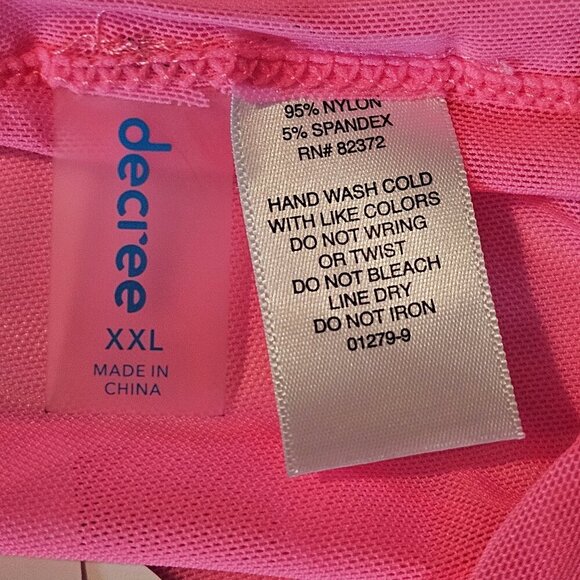 decree
XXL
MADE IN
CHINA
95% NYLON
5% SPANDEX
RN# 82372
HAND WASH COLD
WITH LIKE COLORS
DO NOT WRING
OR TWIST
DO NOT BLEACH
LINE DRY
DO NOT IRON
01279-9